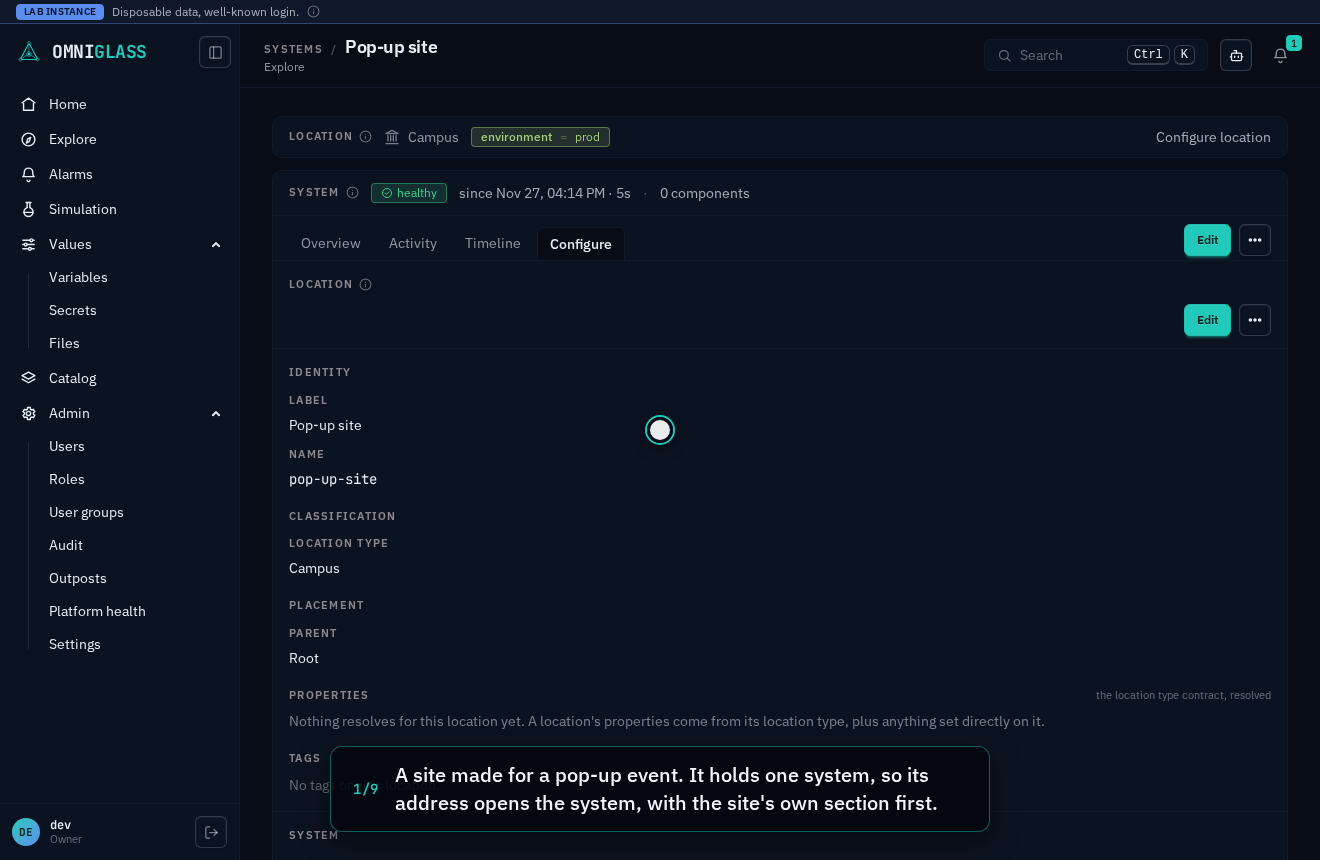 LAB INSTANCE Disposable data, well-known login.
OMNIGLASS
SYSTEMS / Pop-up site
Explore
Search Ctrl K
1
Home
Explore
Alarms
Simulation
Values
Variables
Secrets
Files
Catalog
Admin
Users
Roles
User groups
Audit
Outposts
Platform health
Settings
DE dev
Owner
LOCATION Campus environment = prod Configure location
SYSTEM healthy since Nov 27, 04:14 PM · 5s · 0 components
Overview Activity Timeline Configure Edit
LOCATION
Edit
IDENTITY
LABEL
Pop-up site
NAME
pop-up-site
CLASSIFICATION
LOCATION TYPE
Campus
PLACEMENT
PARENT
Root
PROPERTIES the location type contract, resolved
Nothing resolves for this location yet. A location's properties come from its location type, plus anything set directly on it.
TAGS
No tags on this location.
SYSTEM
1/9 A site made for a pop-up event. It holds one system, so its
address opens the system, with the site's own section first.